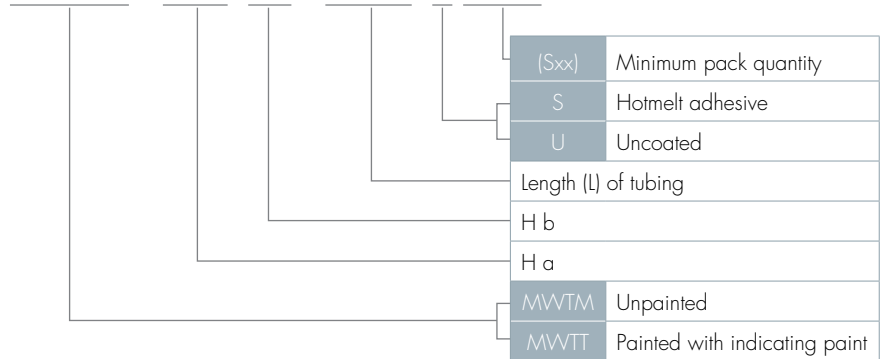 (Sxx) Minimum pack quantity
S Hotmelt adhesive
U Uncoated
Length (L) of tubing
H b
H a
MWTM Unpainted
MWTT Painted with indicating paint